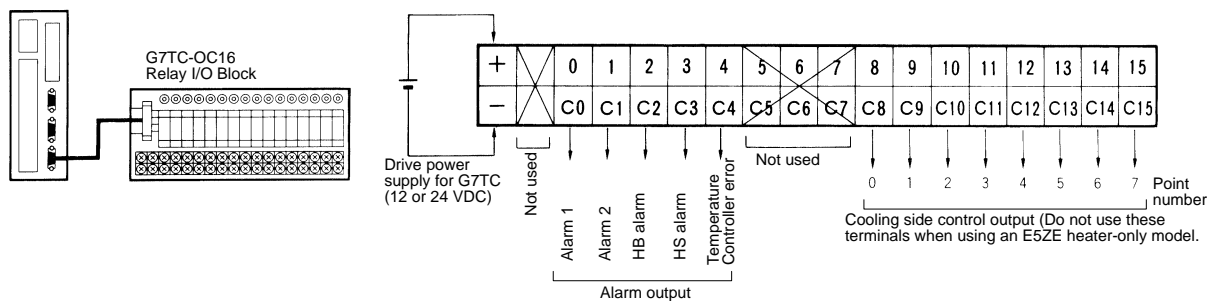 G7TC-OC16
Relay I/O Block
+ 0 1 2 3 4 5 6 7 8 9 10 11 12 13 14 15
− C0 C1 C2 C3 C4 C5 C6 C7 C8 C9 C10 C11 C12 C13 C14 C15
Drive power
supply for G7TC
(12 or 24 VDC)
Not used
Alarm 1
Alarm 2
HB alarm
HS alarm
Temperature
Controller error
Alarm output
Not used
0 1 2 3 4 5 6 7 Point
number
Cooling side control output (Do not use these
terminals when using an E5ZE heater-only model.